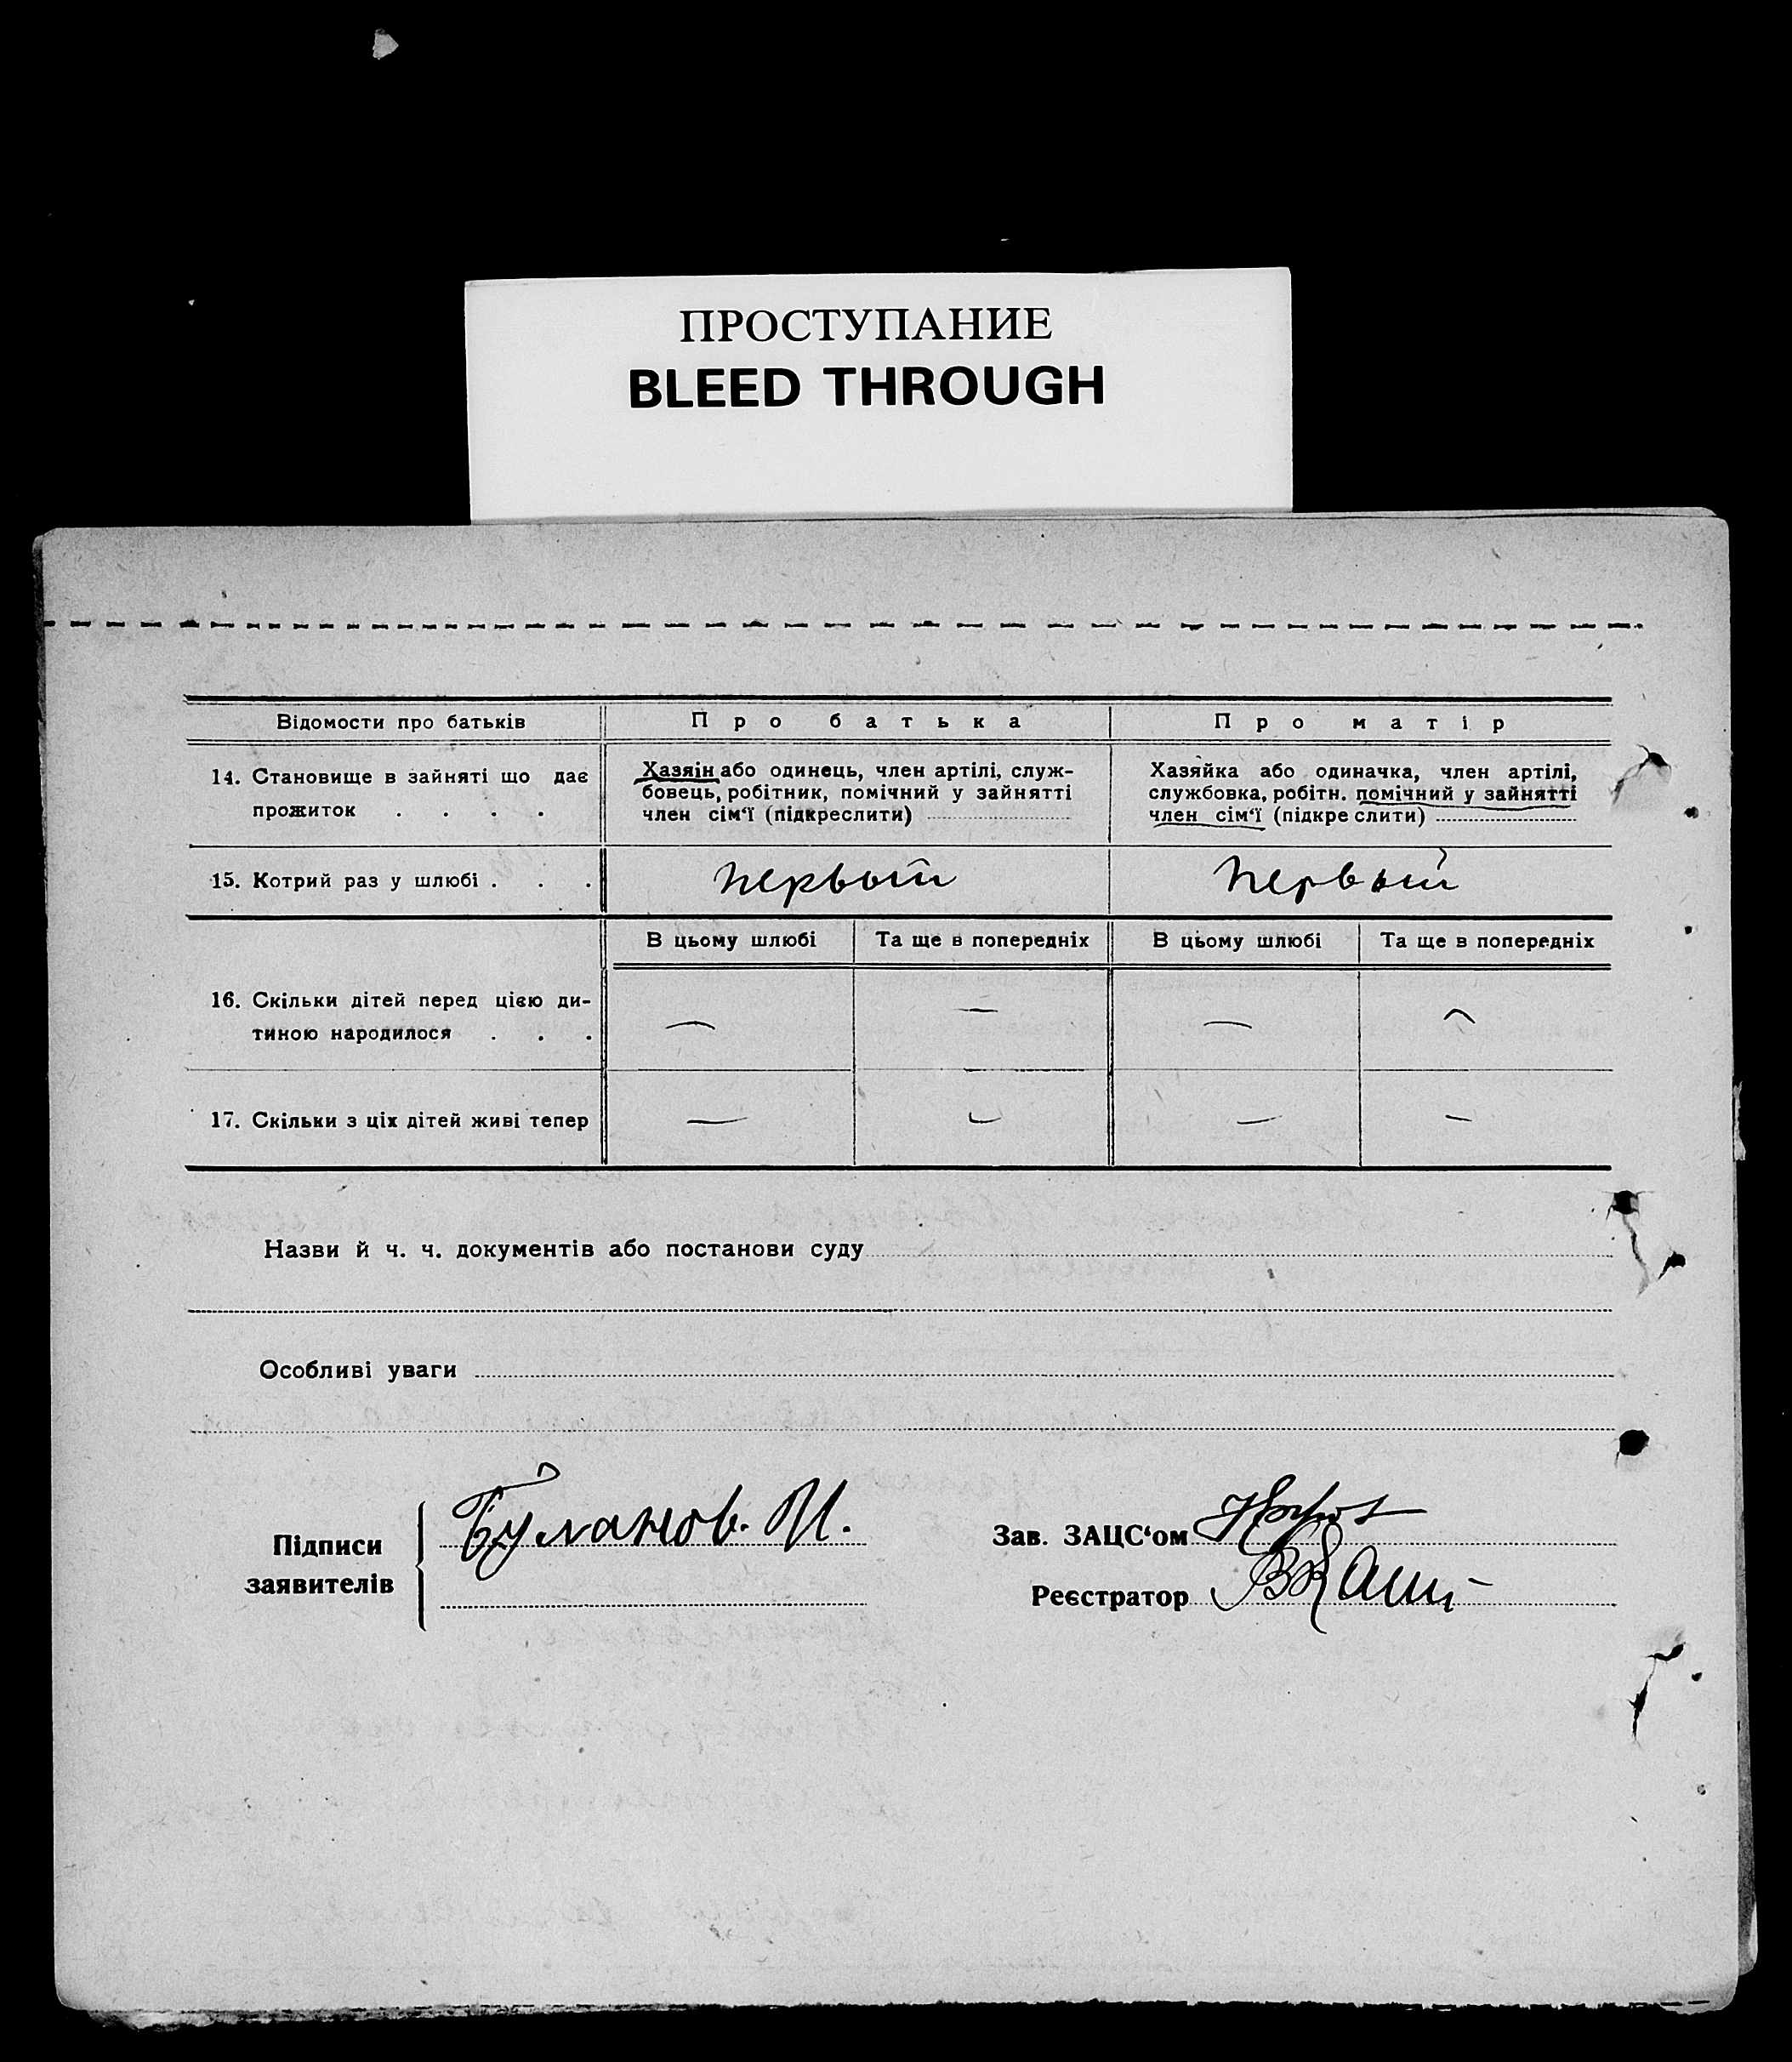 ПРОСТУПАНИЕ
BLEED THROUGH
Відомости про батьків | Про батька | Про матір
14. Становище в зайняті що дає прожиток . . . . | Хазяін або одинець, член артілі, служ-
бовець, робітник, помічний у зайнятті
член сім‘ї (підкреслити) | Хазяйка або одиначка, член артілі,
службовка, робітн. помічний у зайнятті
член сім‘ї (підкреслити)
15. Котрий раз у шлюбі . . . | первый | первый
В цьому шлюбі | Та ще в попередніх | В цьому шлюбі | Та ще в попередніх
16. Скільки дітей перед цією ди-
тиною народилося . . . | — | — | — | —
17. Скільки з ціх дітей живі тепер | — | — | — | —
Назви й ч. ч. документів або постанови суду
Особливі уваги
Підписи
заявителів
Буланов. И.
Зав. ЗАЦС‘ом
Реєстратор